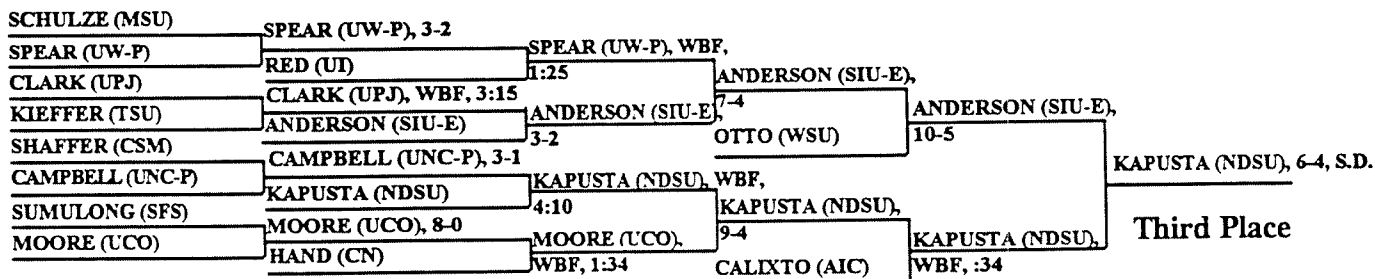 SCHULZE (MSU)
SPEAR (UW-P)
CLARK (UPJ)
KIEFFER (TSU)
SHAFFER (CSM)
CAMPBELL (UNC-P)
SUMULONG (SFS)
MOORE (UCO)
SPEAR (UW-P), 3-2
RED (UI)
CLARK (UPJ), WBF, 3:15
ANDERSON (SIU-E)
CAMPBELL (UNC-P), 3-1
KAPUSTA (NDSU)
MOORE (UCO), 8-0
HAND (CN)
SPEAR (UW-P), WBF,
1:25
ANDERSON (SIU-E),
3-2
KAPUSTA (NDSU), WBF,
4:10
MOORE (UCO),
WBF, 1:34
ANDERSON (SIU-E),
7-4
OTTO (WSU)
KAPUSTA (NDSU),
9-4
CALIXTO (AIC)
ANDERSON (SIU-E),
10-5
KAPUSTA (NDSU),
WBF, :34
KAPUSTA (NDSU), 6-4, S.D.
Third Place